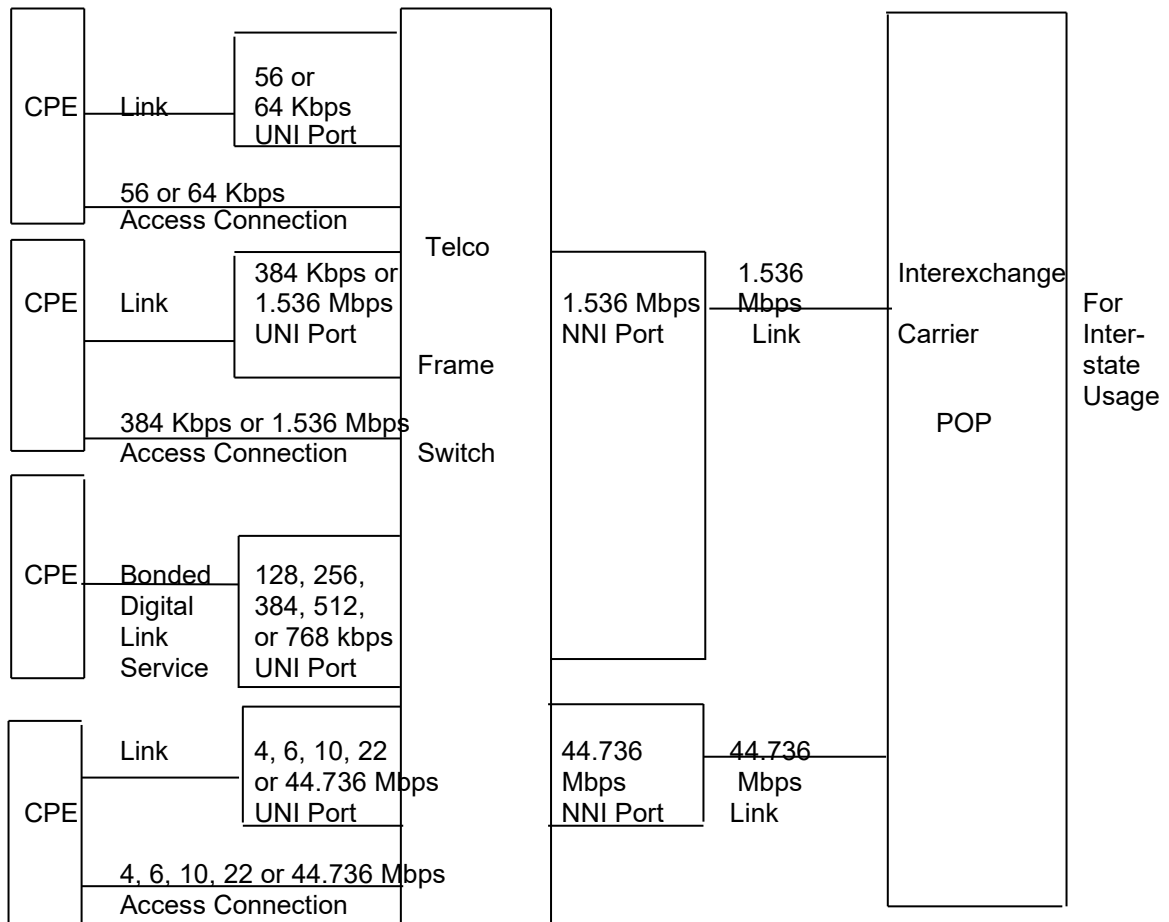 CPE
Link
56 or
64 Kbps
UNI Port
56 or 64 Kbps
Access Connection
CPE
Link
384 Kbps or
1.536 Mbps
UNI Port
384 Kbps or 1.536 Mbps
Access Connection
CPE
Bonded
Digital
Link
Service
128, 256,
384, 512,
or 768 kbps
UNI Port
CPE
Link
4, 6, 10, 22
or 44.736 Mbps
UNI Port
4, 6, 10, 22 or 44.736 Mbps
Access Connection
Telco
Frame
Switch
1.536 Mbps
NNI Port
1.536
Mbps
Link
44.736
Mbps
NNI Port
44.736
Mbps
Link
Interexchange
Carrier
POP
For
Inter-
state
Usage